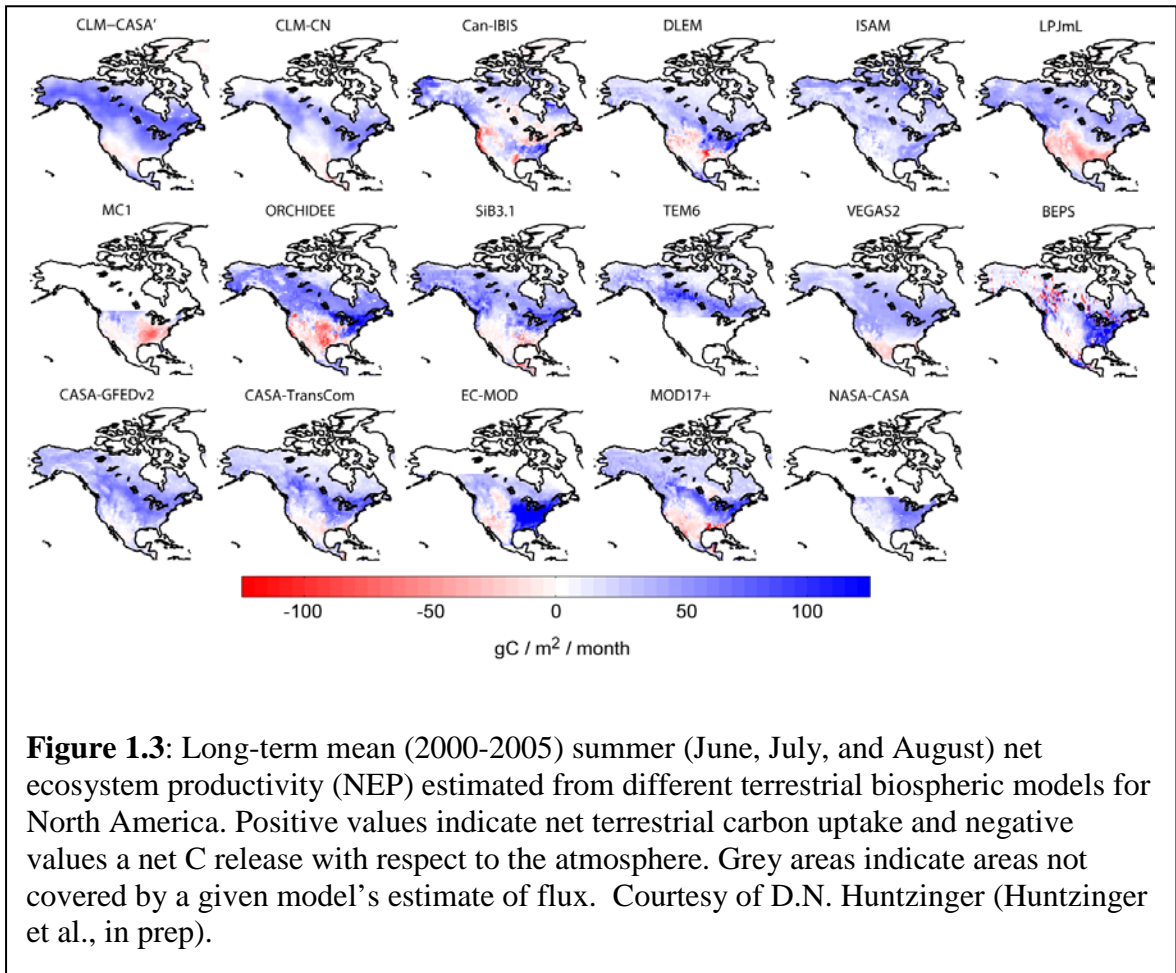 CLM–CASA' CLM-CN Can-IBIS DLEM ISAM LPJmL
MC1 ORCHIDEE SiB3.1 TEM6 VEGAS2 BEPS
CASA-GFEDv2 CASA-TransCom EC-MOD MOD17+ NASA-CASA
-100 -50 0 50 100
gC / m² / month
Figure 1.3: Long-term mean (2000-2005) summer (June, July, and August) net
ecosystem productivity (NEP) estimated from different terrestrial biospheric models for
North America. Positive values indicate net terrestrial carbon uptake and negative
values a net C release with respect to the atmosphere. Grey areas indicate areas not
covered by a given model's estimate of flux.  Courtesy of D.N. Huntzinger (Huntzinger
et al., in prep).